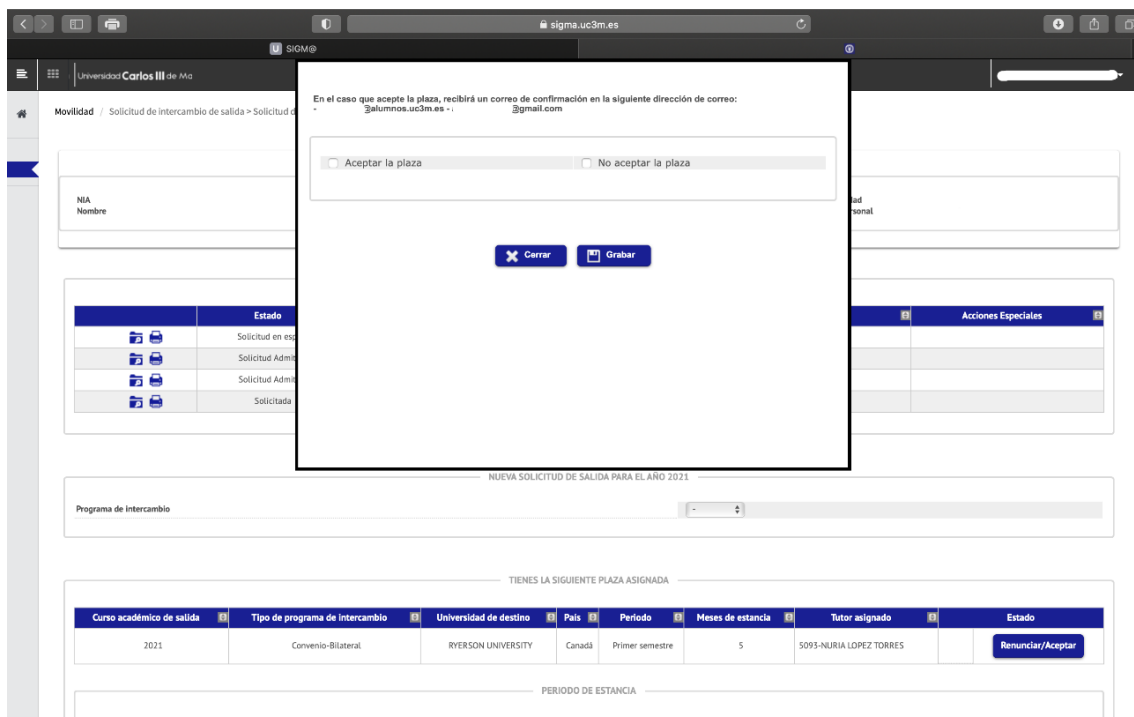 sigma.uc3m.es
SIGM@
Universidad Carlos III de Ma
Movilidad / Solicitud de intercambio de salida > Solicitud d
En el caso que acepte la plaza, recibirá un correo de confirmación en la siguiente dirección de correo:
- @alumnos.uc3m.es - @gmail.com
Aceptar la plaza No aceptar la plaza
NIA
Nombre
Cerrar Grabar
Estado Acciones Especiales
Solicitud en esp
Solicitud Admit
Solicitud Admit
Solicitada
NUEVA SOLICITUD DE SALIDA PARA EL AÑO 2021
Programa de intercambio -
TIENES LA SIGUIENTE PLAZA ASIGNADA
Curso académico de salida Tipo de programa de intercambio Universidad de destino País Periodo Meses de estancia Tutor asignado Estado
2021 Convenio-Bilateral RYERSON UNIVERSITY Canadá Primer semestre 5 5093-NURIA LOPEZ TORRES Renunciar/Aceptar
PERIODO DE ESTANCIA